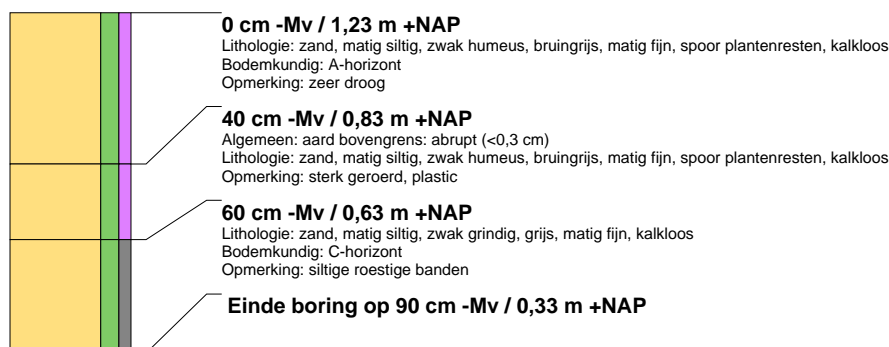 0 cm -Mv / 1,23 m +NAP
Lithologie: zand, matig siltig, zwak humeus, bruingrijs, matig fijn, spoor plantenresten, kalkloos
Bodemkundig: A-horizont
Opmerking: zeer droog
40 cm -Mv / 0,83 m +NAP
Algemeen: aard bovengrens: abrupt (<0,3 cm)
Lithologie: zand, matig siltig, zwak humeus, bruingrijs, matig fijn, spoor plantenresten, kalkloos
Opmerking: sterk geroerd, plastic
60 cm -Mv / 0,63 m +NAP
Lithologie: zand, matig siltig, zwak grindig, grijs, matig fijn, kalkloos
Bodemkundig: C-horizont
Opmerking: siltige roestige banden
Einde boring op 90 cm -Mv / 0,33 m +NAP